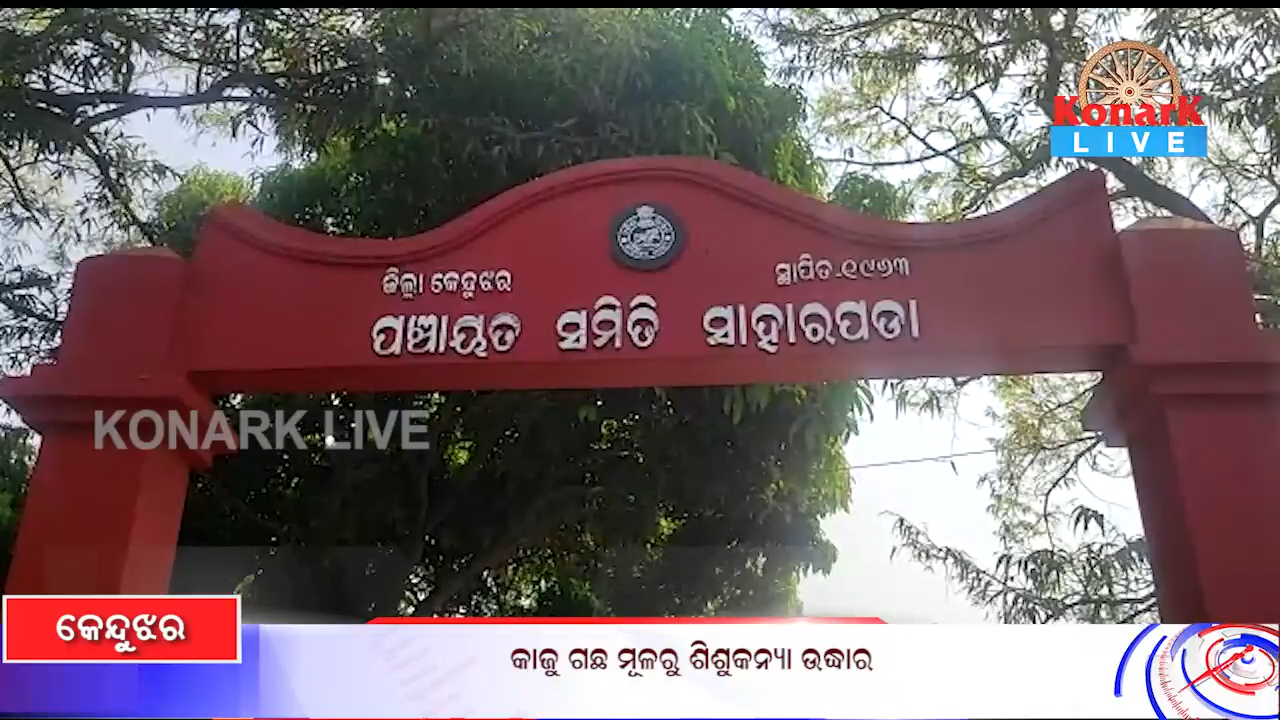 KonarK
LIVE
ଜିଲ୍ଲା କେନ୍ଦୁଝର
ସ୍ଥାପିତ-୧୯୬୩
ପଞ୍ଚାୟତ ସମିତି ସାହାରପଡା
KONARK LIVE
କେନ୍ଦୁଝର
କାଜୁ ଗଛ ମୂଳରୁ ଶିଶୁକନ୍ୟା ଉଦ୍ଧାର